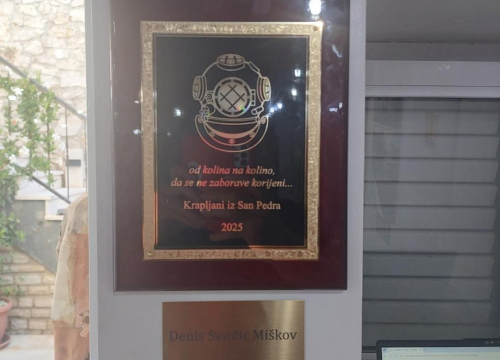 od kolina na kolino,
da se ne zaborave korijeni...
Krapljani iz San Pedra
2025
Denis Svirčić Miškov